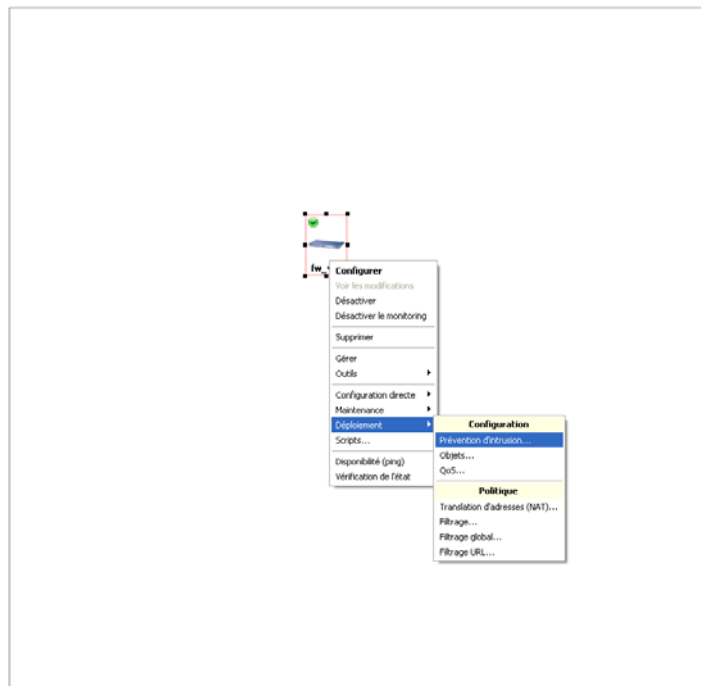 fw_
Configurer
Voir les modifications
Désactiver
Désactiver le monitoring
Supprimer
Gérer
Outils
Configuration directe
Maintenance
Déploiement
Scripts...
Disponibilité (ping)
Vérification de l'état
Configuration
Prévention d'intrusion...
Objets...
QoS...
Politique
Translation d'adresses (NAT)...
Filtrage...
Filtrage global...
Filtrage URL...